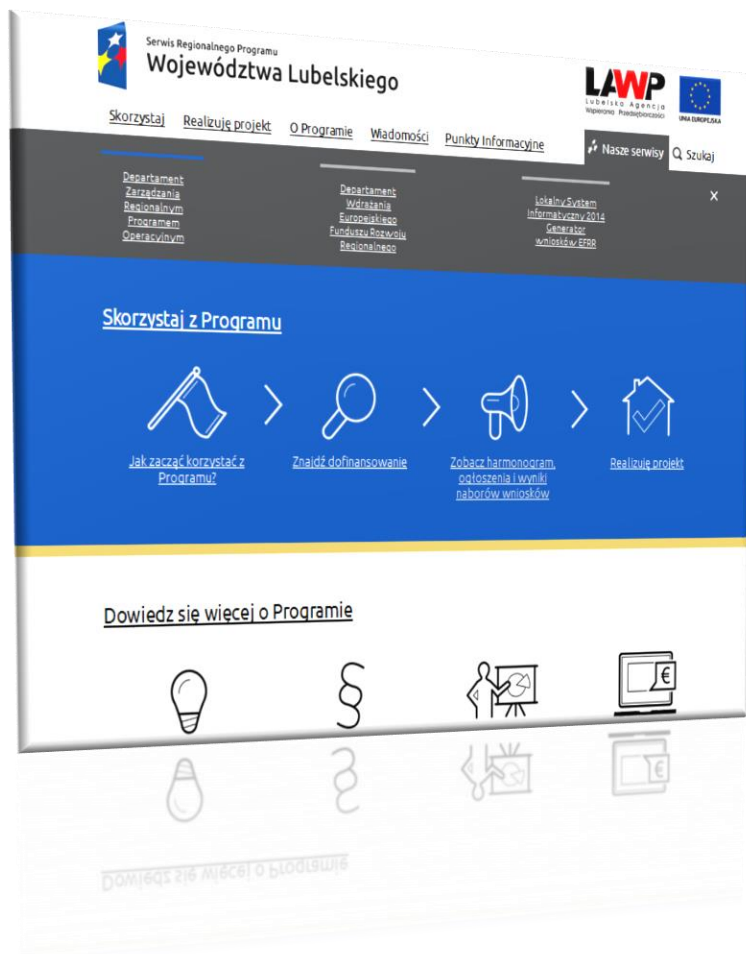 Serwis Regionalnego Programu
Województwa Lubelskiego
LAWP
Lubelska Agencja
Wspierania Przedsiębiorczości
UNIA EUROPEJSKA
Skorzystaj
Realizuję projekt
O Programie
Wiadomości
Punkty Informacyjne
Nasze serwisy
Szukaj
Departament
Zarządzania
Regionalnym
Programem
Operacyjnym
Departament
Wdrażania
Europejskiego
Funduszu Rozwoju
Regionalnego
Lokalny System
Informatyczny 2014
Generator
wniosków EFRR
x
Skorzystaj z Programu
Jak zacząć korzystać z
Programu?
Znajdź dofinansowanie
Zobacz harmonogram,
ogłoszenia i wyniki
naborów wniosków
Realizuję projekt
Dowiedz się więcej o Programie
§
€